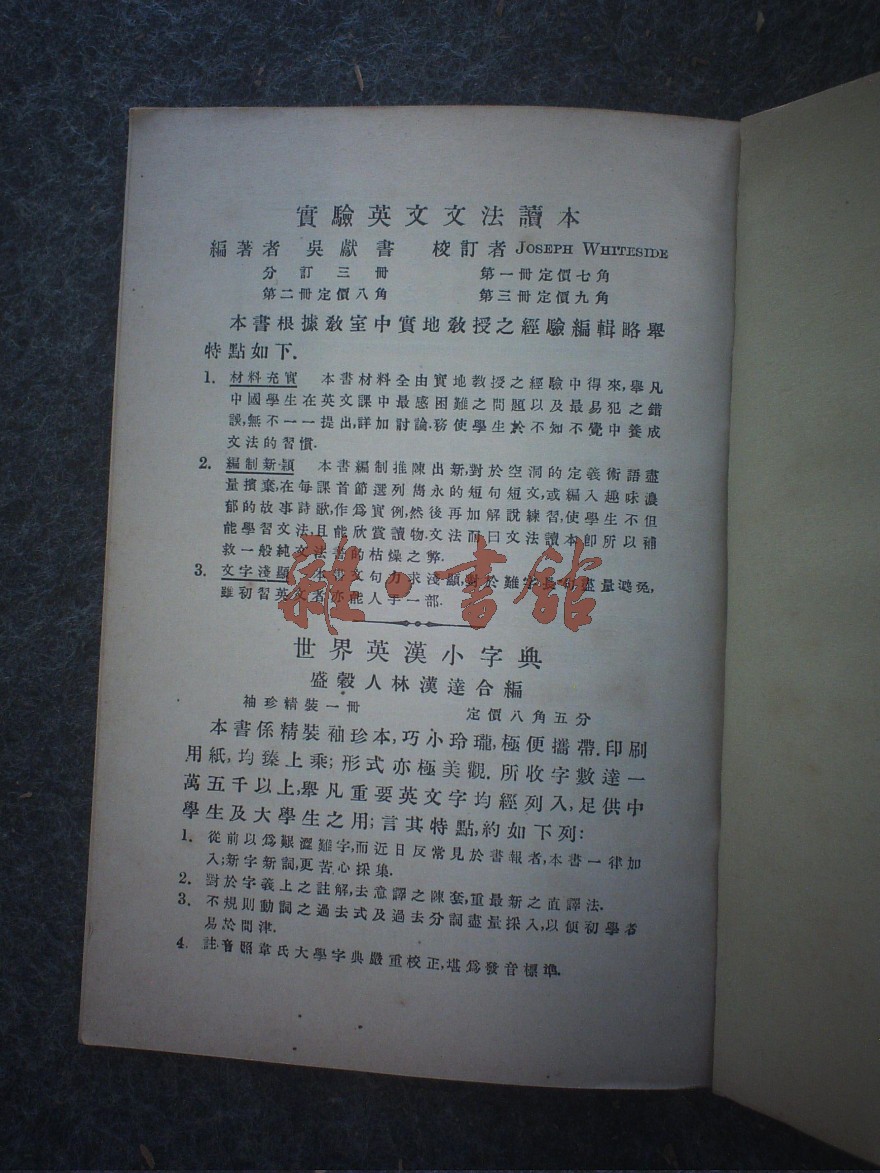 實驗英文文法讀本
編著者 吳獻書 校訂者 JOSEPH WHITESIDE
分訂三冊 第一冊定價七角
第二冊定價八角 第三冊定價九角
本書根據敎室中實地敎授之經驗編輯略舉
特點如下.
1. 材料充實 本書材料全由實地敎授之經驗中得來,舉凡
中國學生在英文課中最感困難之問題以及最易犯之錯
誤,無不一一提出,詳加討論.務使學生於不知不覺中養成
文法的習慣.
2. 編制新穎 本書編制推陳出新,對於空洞的定義術語盡
量擯棄,在每課首節選列雋永的短句短文,或編入趣味濃
郁的故事詩歌,作爲實例,然後再加解說練習,使學生不但
能學習文法,且能欣賞讀物.文法而曰文法讀本卽所以補
救一般純文法書的枯燥之弊.
3. 文字淺顯 本書文句力求淺顯,對於難字長句盡量避免,
雖初習英文者亦能人手一部.
雜·書館
世界英漢小字典
盛穀人林漢達合編
袖珍精裝一冊 定價八角五分
本書係精裝袖珍本,巧小玲瓏,極便攜帶.印刷
用紙,均臻上乘;形式亦極美觀.所收字數達一
萬五千以上,舉凡重要英文字均經列入,足供中
學生及大學生之用;言其特點,約如下列:
1. 從前以爲艱澀難字,而近日反常見於書報者,本書一律加
入;新字新詞,更苦心採集.
2. 對於字義上之註解,去意譯之陳套,重最新之直譯法.
3. 不規則動詞之過去式及過去分詞盡量採入,以便初學者
易於問津.
4. 註音照韋氏大學字典嚴重校正,堪爲發音標準.